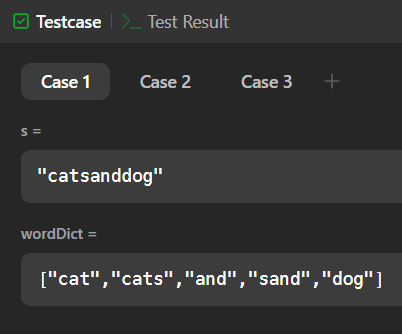 Testcase
Test Result
Case 1 Case 2 Case 3
s =
"catsanddog"
wordDict =
["cat","cats","and","sand","dog"]